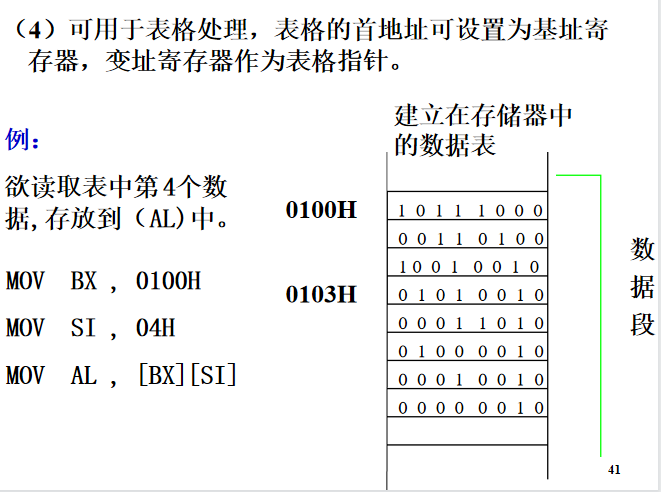 （4）可用于表格处理，表格的首地址可设置为基址寄
存器，变址寄存器作为表格指针。
建立在存储器中
的数据表
例：
欲读取表中第4个数
据,存放到（AL)中。
MOV BX , 0100H
MOV SI , 04H
MOV AL , [BX][SI]
0100H
0103H
1 0 1 1 1 0 0 0
0 0 1 1 0 1 0 0
1 0 0 1 0 0 1 0
0 1 0 1 0 0 1 0
0 0 0 1 1 0 1 0
0 1 0 0 0 0 1 0
0 0 0 1 0 0 1 0
0 0 0 0 0 0 1 0
数
据
段
41